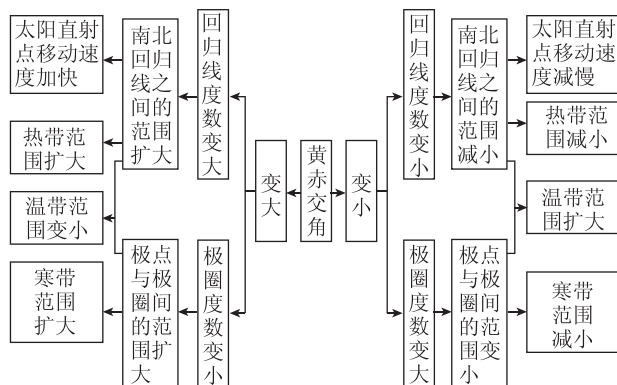 太阳直射
点移动速
度加快
热带范
围扩大
温带范
围变小
寒带
范围
扩大
南北
回归
线之
间的
范围
扩大
极点
与极
圈间
的范
围扩
大
回归线度数变大
极圈度数变小
变大
黄赤交角
变小
回归线度数变小
极圈度数变大
南北
回归
线之
间的
范围
减小
极点
与极
圈间
的范
围变
小
太阳直射
点移动速
度减慢
热带范
围减小
温带范
围扩大
寒带
范围
减小